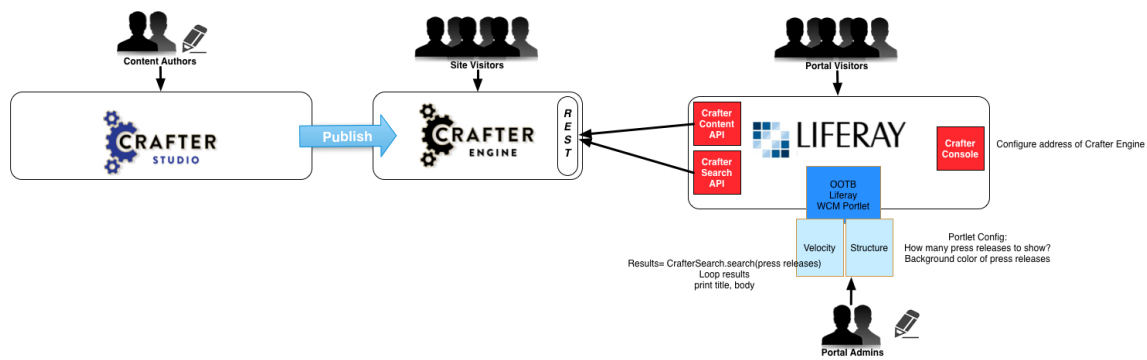 Content Authors
Site Visitors
Portal Visitors
CRAFTER
STUDIO
Publish
CRAFTER
ENGINE
R
E
S
T
Crafter
Content
API
Crafter
Search
API
LIFERAY
Crafter
Console
Configure address of Crafter Engine
OOTB
Liferay
WCM Portlet
Velocity
Structure
Results= CrafterSearch.search(press releases)
Loop results
print title, body
Portlet Config:
How many press releases to show?
Background color of press releases
Portal Admins